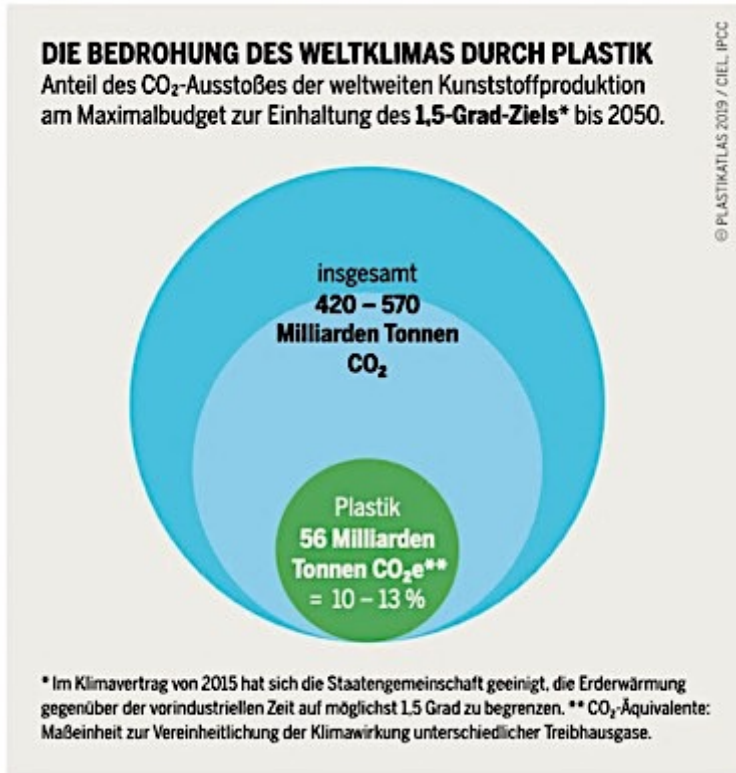 DIE BEDROHUNG DES WELTKLIMAS DURCH PLASTIK
Anteil des CO₂-Ausstoßes der weltweiten Kunststoffproduktion
am Maximalbudget zur Einhaltung des 1,5-Grad-Ziels* bis 2050.
© PLASTIKATLAS 2019 / CIEL, IPCC
insgesamt
420 – 570
Milliarden Tonnen
CO₂
Plastik
56 Milliarden
Tonnen CO₂e**
= 10 – 13 %
* Im Klimavertrag von 2015 hat sich die Staatengemeinschaft geeinigt, die Erderwärmung
gegenüber der vorindustriellen Zeit auf möglichst 1,5 Grad zu begrenzen. ** CO₂-Äquivalente:
Maßeinheit zur Vereinheitlichung der Klimawirkung unterschiedlicher Treibhausgase.